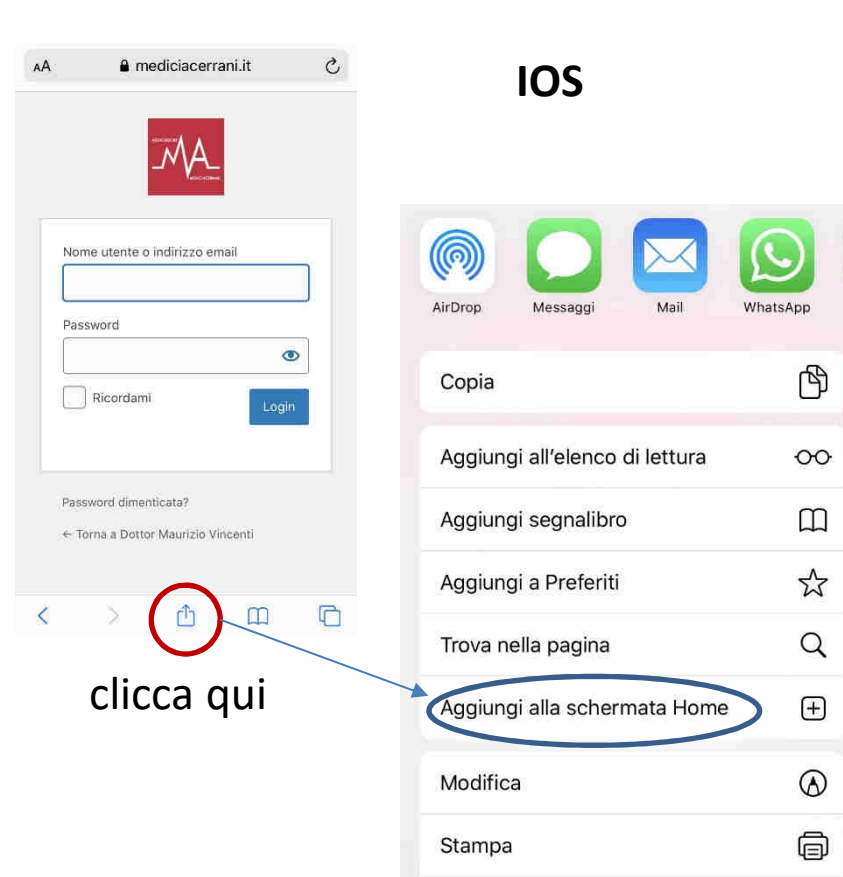 AA mediciacerrani.it
IOS
MA
Nome utente o indirizzo email
Password
Ricordami
Login
Password dimenticata?
← Torna a Dottor Maurizio Vincenti
clicca qui
AirDrop Messaggi Mail WhatsApp
Copia
Aggiungi all'elenco di lettura
Aggiungi segnalibro
Aggiungi a Preferiti
Trova nella pagina
Aggiungi alla schermata Home
Modifica
Stampa